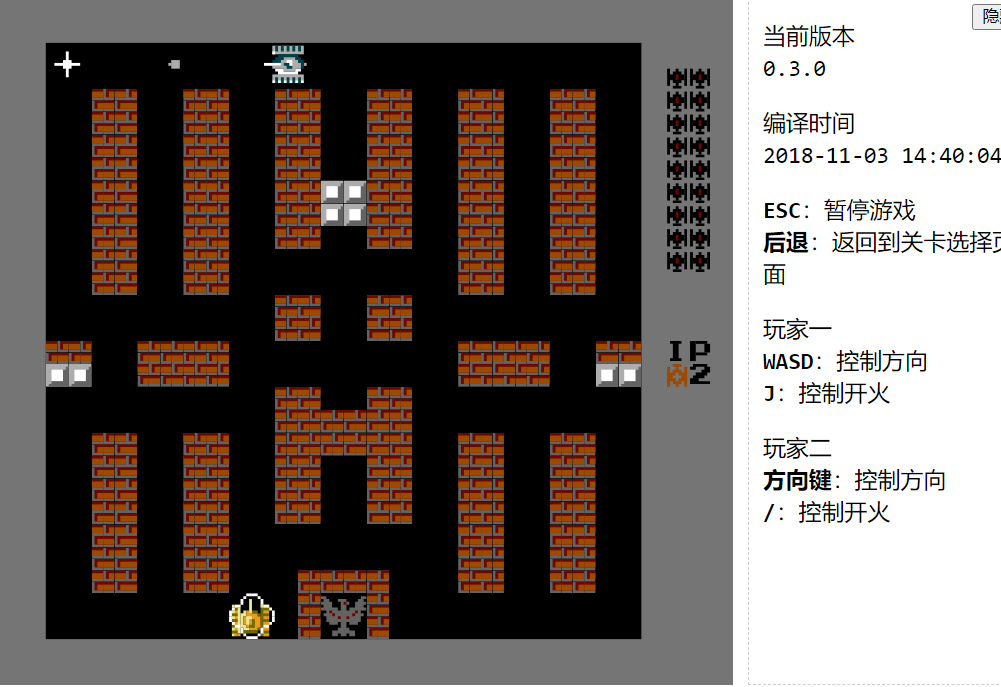 隐
当前版本
0.3.0
编译时间
2018-11-03 14:40:04
ESC: 暂停游戏
后退: 返回到关卡选择页
面
IP
2
玩家一
WASD: 控制方向
J: 控制开火
玩家二
方向键: 控制方向
/: 控制开火